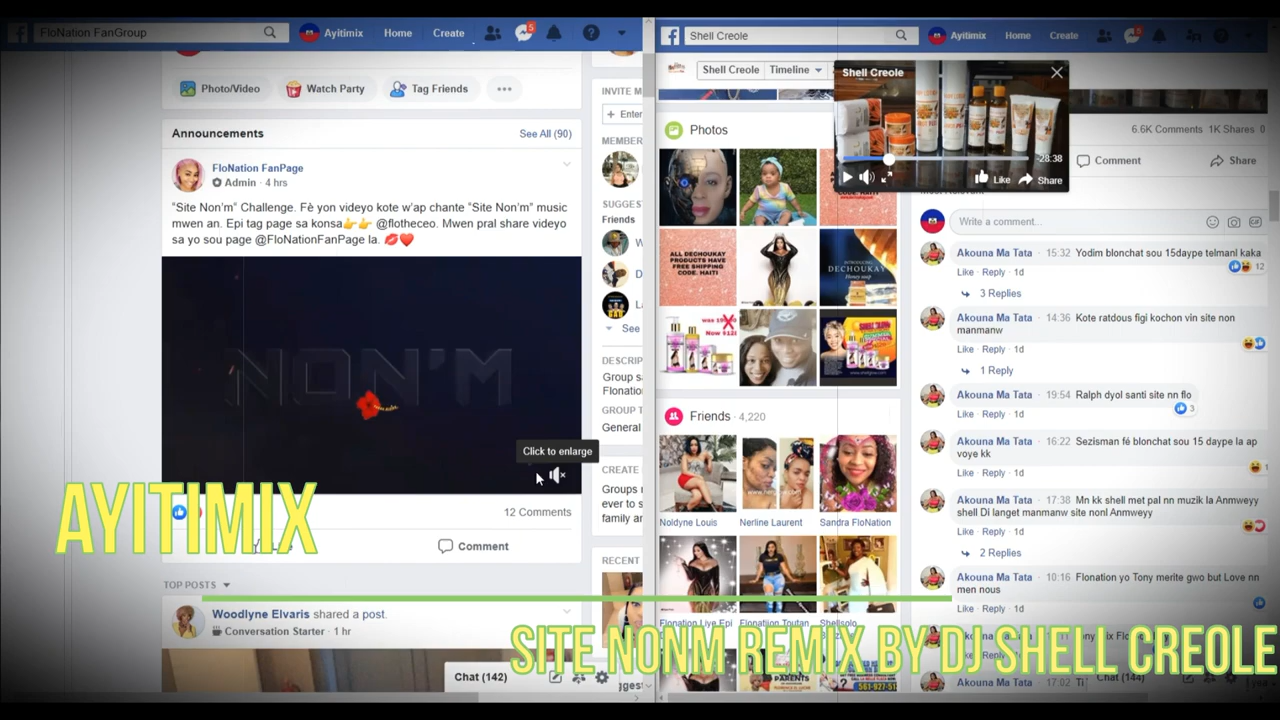 FloNation FanGroup
Ayitimix
Home
Create
5
Photo/Video
Watch Party
Tag Friends
Announcements
See All (90)
FloNation FanPage
Admin · 4 hrs
"Site Non'm" Challenge. Fè yon videyo kote w'ap chante "Site Non'm" music
mwen an. Epi tag page sa konsa👉👉 @flotheceo. Mwen pral share videyo
sa yo sou page @FloNationFanPage la. 💋❤️
NON'M
Click to enlarge
12 Comments
Comment
TOP POSTS
Woodlyne Elvaris shared a post.
Conversation Starter · 1 hr
Chat (142)
INVITE M
+ Enter
MEMBER
SUGGES
Friends
W
D
See
DESCRIP
Group s
Flonation
GROUP T
General
CREATE
Groups r
ever to s
family ar
RECENT
Shell Creole
Ayitimix
Home
Create
5
Shell Creole
Timeline
Shell Creole
-28:38
Like
Share
Photos
ALL DECHOUKAY
PRODUCTS HAVE
FREE SHIPPING
CODE. HAITI
INTRODUCING
DECHOUKAY
Honey soap
Friends · 4,220
Noldyne Louis
Nerline Laurent
Sandra FloNation
6.6K Comments 1K Shares
Comment
Share
Write a comment...
Akouna Ma Tata · 15:32 Yodim blonchat sou 15daype telmanl kaka
12
Like · Reply · 1d
3 Replies
Akouna Ma Tata · 14:36 Kote ratdous figi kochon vin site non
manmanw
Like · Reply · 1d
1 Reply
Akouna Ma Tata · 19:54 Ralph dyol santi site nn flo
3
Like · Reply · 1d
Akouna Ma Tata · 16:22 Sezisman fé blonchat sou 15 daype la ap
voye kk
1
Like · Reply · 1d
Akouna Ma Tata · 17:38 Mn kk shell met pal nn muzik la Anmweyy
shell Di langet manmanw site nonl Anmweyy
Like · Reply · 1d
2 Replies
Akouna Ma Tata · 10:16 Flonation yo Tony merite gwo but Love nn
men nous
Like · Reply · 1d
Akouna Ma Tata · 17:02
Chat (144)
AYITIMIX
SITE NONM REMIX BY DJ SHELL CREOLE